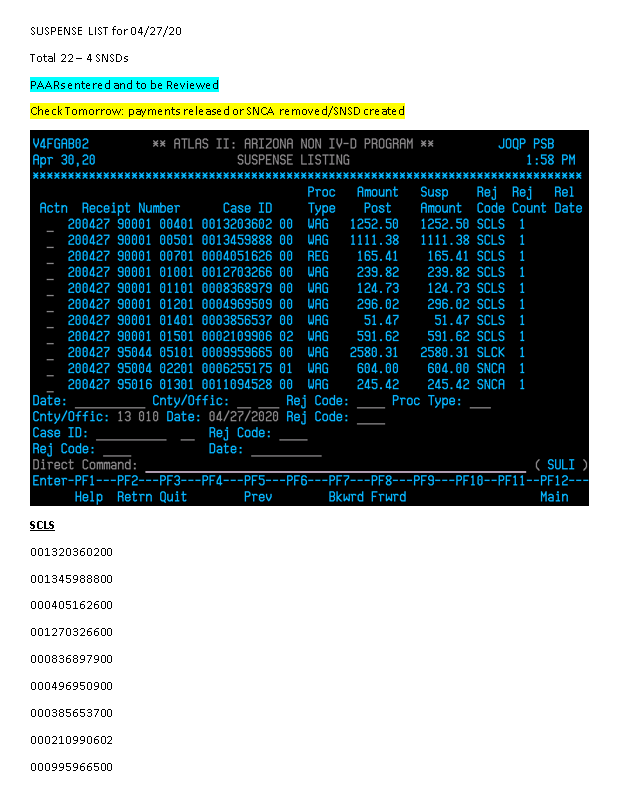 SUSPENSE LIST for 04/27/20
Total 22 – 4 SNSDs
PAARs entered and to be Reviewed
Check Tomorrow: payments released or SNCA removed/SNSD created
V4FGAB02 ** ATLAS II: ARIZONA NON IV-D PROGRAM ** JOQP PSB
Apr 30,20 SUSPENSE LISTING 1:58 PM
******************************************************************************
Proc Amount Susp Rej Rej Rel
Actn Receipt Number Case ID Type Post Amount Code Count Date
_ 200427 90001 00401 0013203602 00 WAG 1252.50 1252.50 SCLS 1
_ 200427 90001 00501 0013459888 00 WAG 1111.38 1111.38 SCLS 1
_ 200427 90001 00701 0004051626 00 REG 165.41 165.41 SCLS 1
_ 200427 90001 01001 0012703266 00 WAG 239.82 239.82 SCLS 1
_ 200427 90001 01101 0008368979 00 WAG 124.73 124.73 SCLS 1
_ 200427 90001 01201 0004969509 00 WAG 296.02 296.02 SCLS 1
_ 200427 90001 01401 0003856537 00 WAG 51.47 51.47 SCLS 1
_ 200427 90001 01501 0002109906 02 WAG 591.62 591.62 SCLS 1
_ 200427 95044 05101 0009959665 00 WAG 2580.31 2580.31 SLCK 1
_ 200427 95004 02201 0006255175 01 WAG 604.00 604.00 SNCA 1
_ 200427 95016 01301 0011094528 00 WAG 245.42 245.42 SNCA 1
Date: __________ Cnty/Offic: __ ___ Rej Code: ____ Proc Type: ___
Cnty/Offic: 13 010 Date: 04/27/2020 Rej Code: ____
Case ID: __________ __ Rej Code: ____
Rej Code: ____ Date: __________
Direct Command: ______________________________________________________ ( SULI )
Enter-PF1---PF2---PF3---PF4---PF5---PF6---PF7---PF8---PF9---PF10--PF11--PF12---
Help Retrn Quit Prev Bkwrd Frwrd Main
SCLS
001320360200
001345988800
000405162600
001270326600
000836897900
000496950900
000385653700
000210990602
000995966500